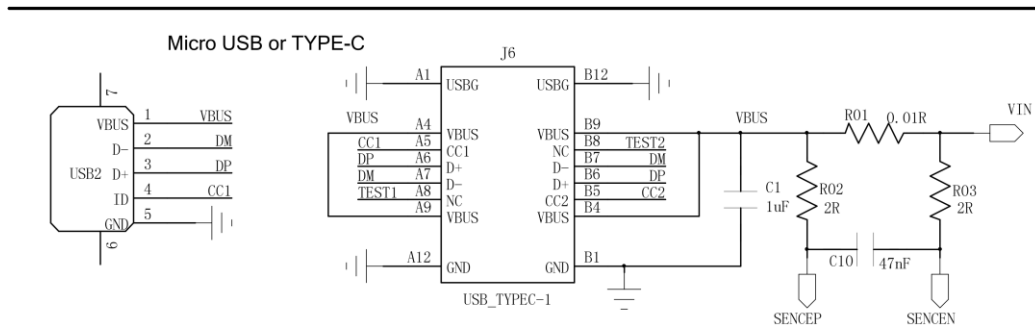 Micro USB or TYPE-C
7
VBUS 1 VBUS
D- 2 DM
USB2
D+ 3 DP
ID 4 CC1
GND 5
6
J6
A1 USBG USBG B12
VBUS
A4 VBUS VBUS B9
CC1 A5 CC1 NC B8 TEST2
DP A6 D+ D- B7 DM
DM A7 D- D+ B6 DP
TEST1 A8 NC CC2 B5 CC2
A9 VBUS VBUS B4
A12 GND GND B1
USB_TYPEC-1
VBUS
R01 0.01R
VIN
C1
1uF
R02
2R
R03
2R
C10 47nF
SENCEP SENCEN